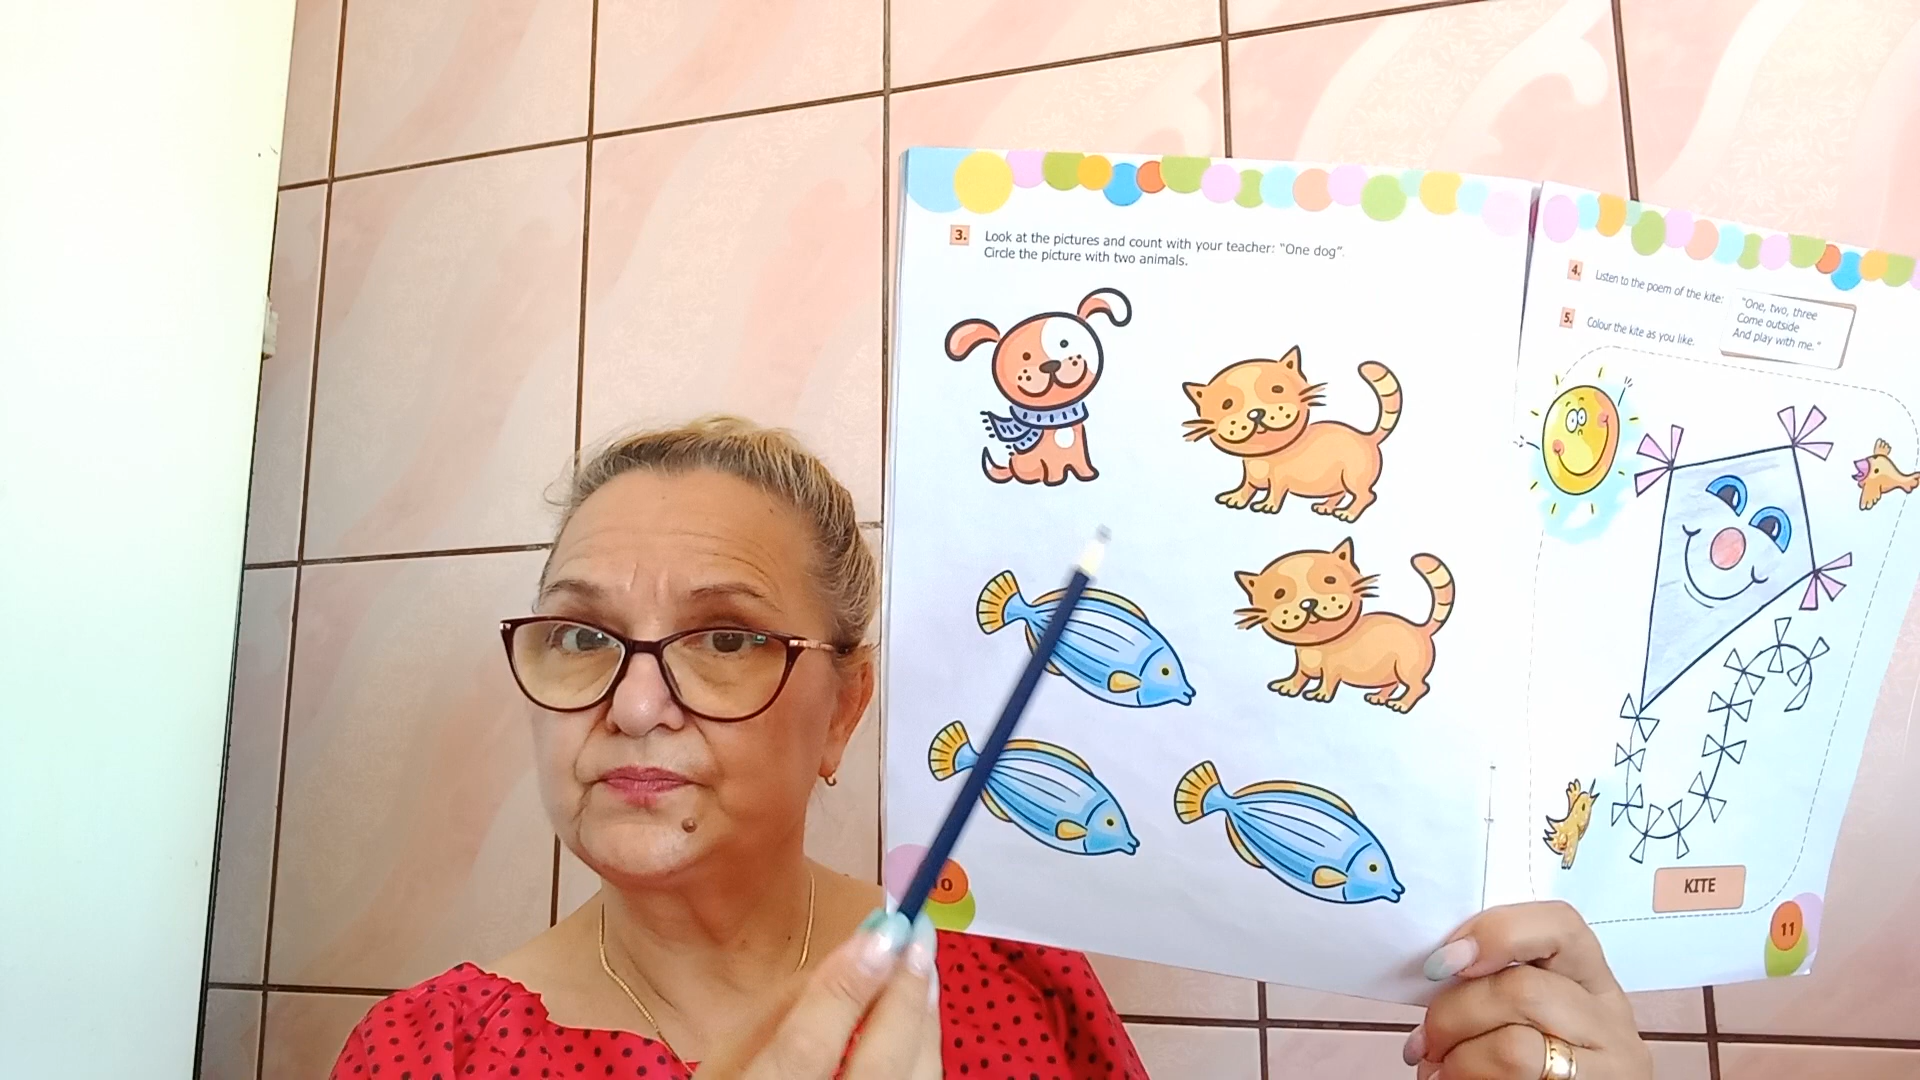 3. Look at the pictures and count with your teacher: “One dog”.
Circle the picture with two animals.
10
4. Listen to the poem of the kite:
“One, two, three
Come outside
And play with me.”
5. Colour the kite as you like.
KITE
11